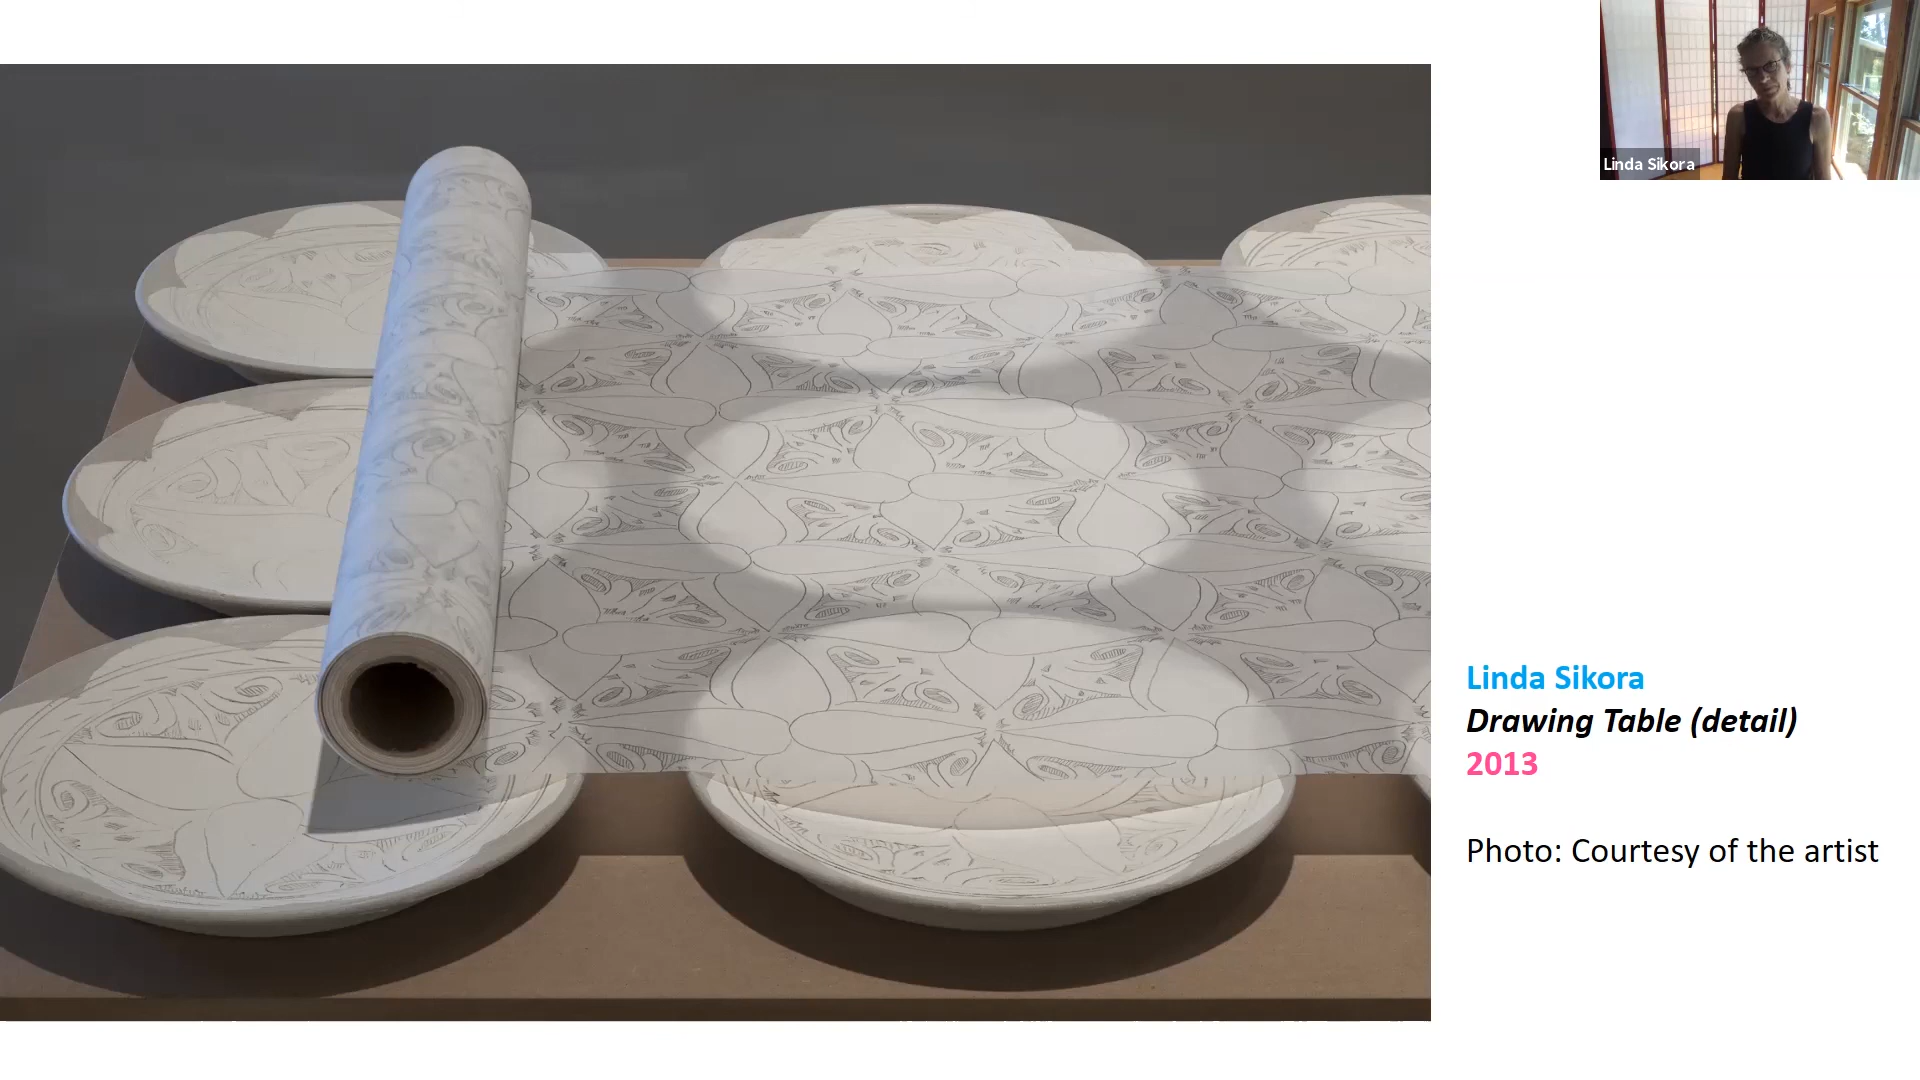 Linda Sikora
Linda Sikora
Drawing Table (detail)
2013
Photo: Courtesy of the artist